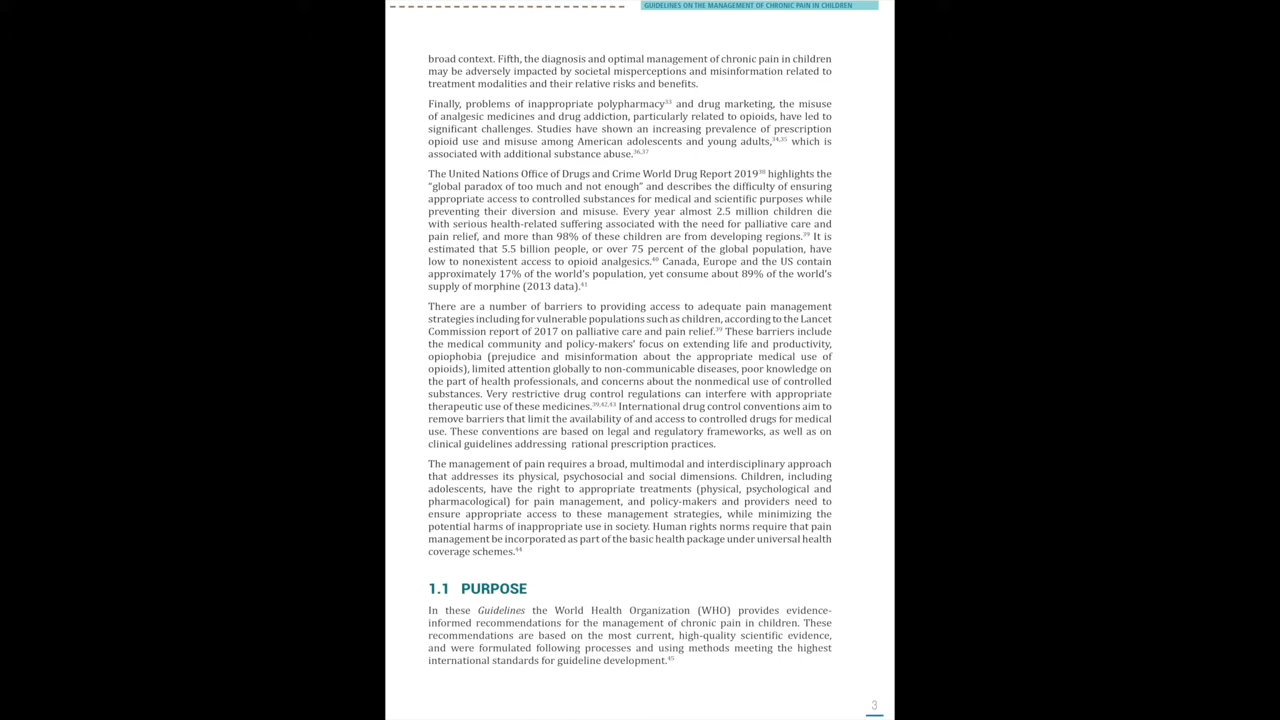 GUIDELINES ON THE MANAGEMENT OF CHRONIC PAIN IN CHILDREN
broad context. Fifth, the diagnosis and optimal management of chronic pain in children
may be adversely impacted by societal misperceptions and misinformation related to
treatment modalities and their relative risks and benefits.
Finally, problems of inappropriate polypharmacy³³ and drug marketing, the misuse
of analgesic medicines and drug addiction, particularly related to opioids, have led to
significant challenges. Studies have shown an increasing prevalence of prescription
opioid use and misuse among American adolescents and young adults,³⁴,³⁵ which is
associated with additional substance abuse.³⁶,³⁷
The United Nations Office of Drugs and Crime World Drug Report 2019³⁸ highlights the
“global paradox of too much and not enough” and describes the difficulty of ensuring
appropriate access to controlled substances for medical and scientific purposes while
preventing their diversion and misuse. Every year almost 2.5 million children die
with serious health-related suffering associated with the need for palliative care and
pain relief, and more than 98% of these children are from developing regions.³⁹ It is
estimated that 5.5 billion people, or over 75 percent of the global population, have
low to nonexistent access to opioid analgesics.⁴⁰ Canada, Europe and the US contain
approximately 17% of the world’s population, yet consume about 89% of the world’s
supply of morphine (2013 data).⁴¹
There are a number of barriers to providing access to adequate pain management
strategies including for vulnerable populations such as children, according to the Lancet
Commission report of 2017 on palliative care and pain relief.³⁹ These barriers include
the medical community and policy-makers’ focus on extending life and productivity,
opiophobia (prejudice and misinformation about the appropriate medical use of
opioids), limited attention globally to non-communicable diseases, poor knowledge on
the part of health professionals, and concerns about the nonmedical use of controlled
substances. Very restrictive drug control regulations can interfere with appropriate
therapeutic use of these medicines.³⁹,⁴²,⁴³ International drug control conventions aim to
remove barriers that limit the availability of and access to controlled drugs for medical
use. These conventions are based on legal and regulatory frameworks, as well as on
clinical guidelines addressing rational prescription practices.
The management of pain requires a broad, multimodal and interdisciplinary approach
that addresses its physical, psychosocial and social dimensions. Children, including
adolescents, have the right to appropriate treatments (physical, psychological and
pharmacological) for pain management, and policy-makers and providers need to
ensure appropriate access to these management strategies, while minimizing the
potential harms of inappropriate use in society. Human rights norms require that pain
management be incorporated as part of the basic health package under universal health
coverage schemes.⁴⁴
1.1 PURPOSE
In these Guidelines the World Health Organization (WHO) provides evidence-
informed recommendations for the management of chronic pain in children. These
recommendations are based on the most current, high-quality scientific evidence,
and were formulated following processes and using methods meeting the highest
international standards for guideline development.⁴⁵
3